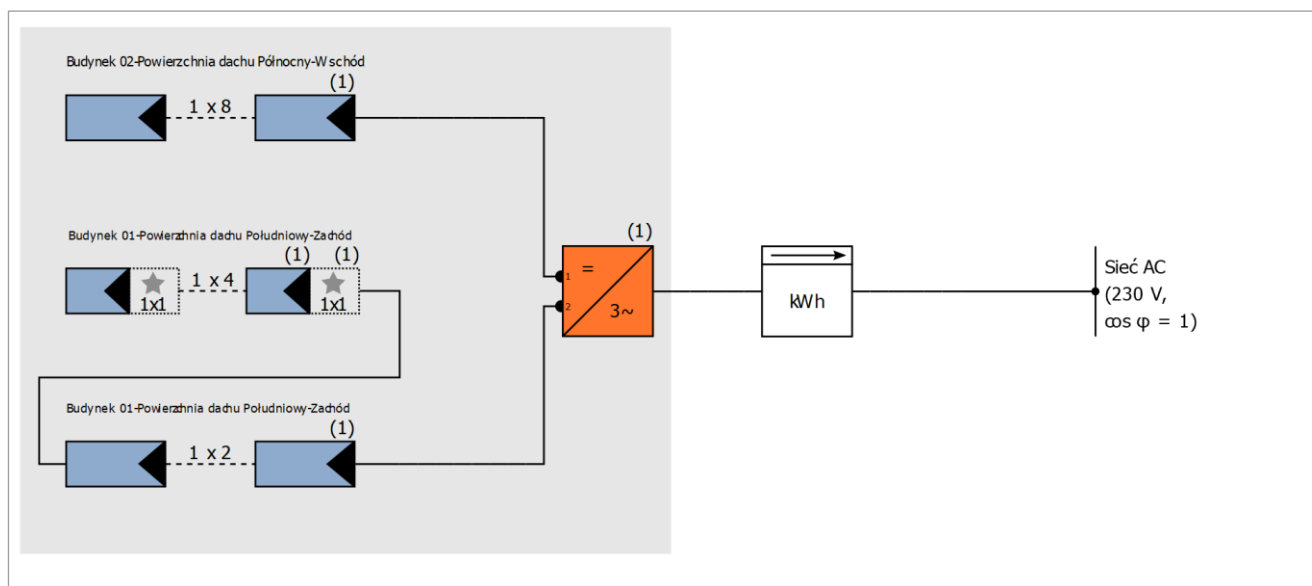 Budynek 02-Powierzchnia dachu Północny-Wschód
(1)
1 x 8
Budynek 01-Powierzchnia dachu Południowy-Zachód
(1) (1)
1 x 4
1x1 1x1
(1)
1 =
2 3~
kWh
Sieć AC
(230 V,
cos φ = 1)
Budynek 01-Powierzchnia dachu Południowy-Zachód
(1)
1 x 2